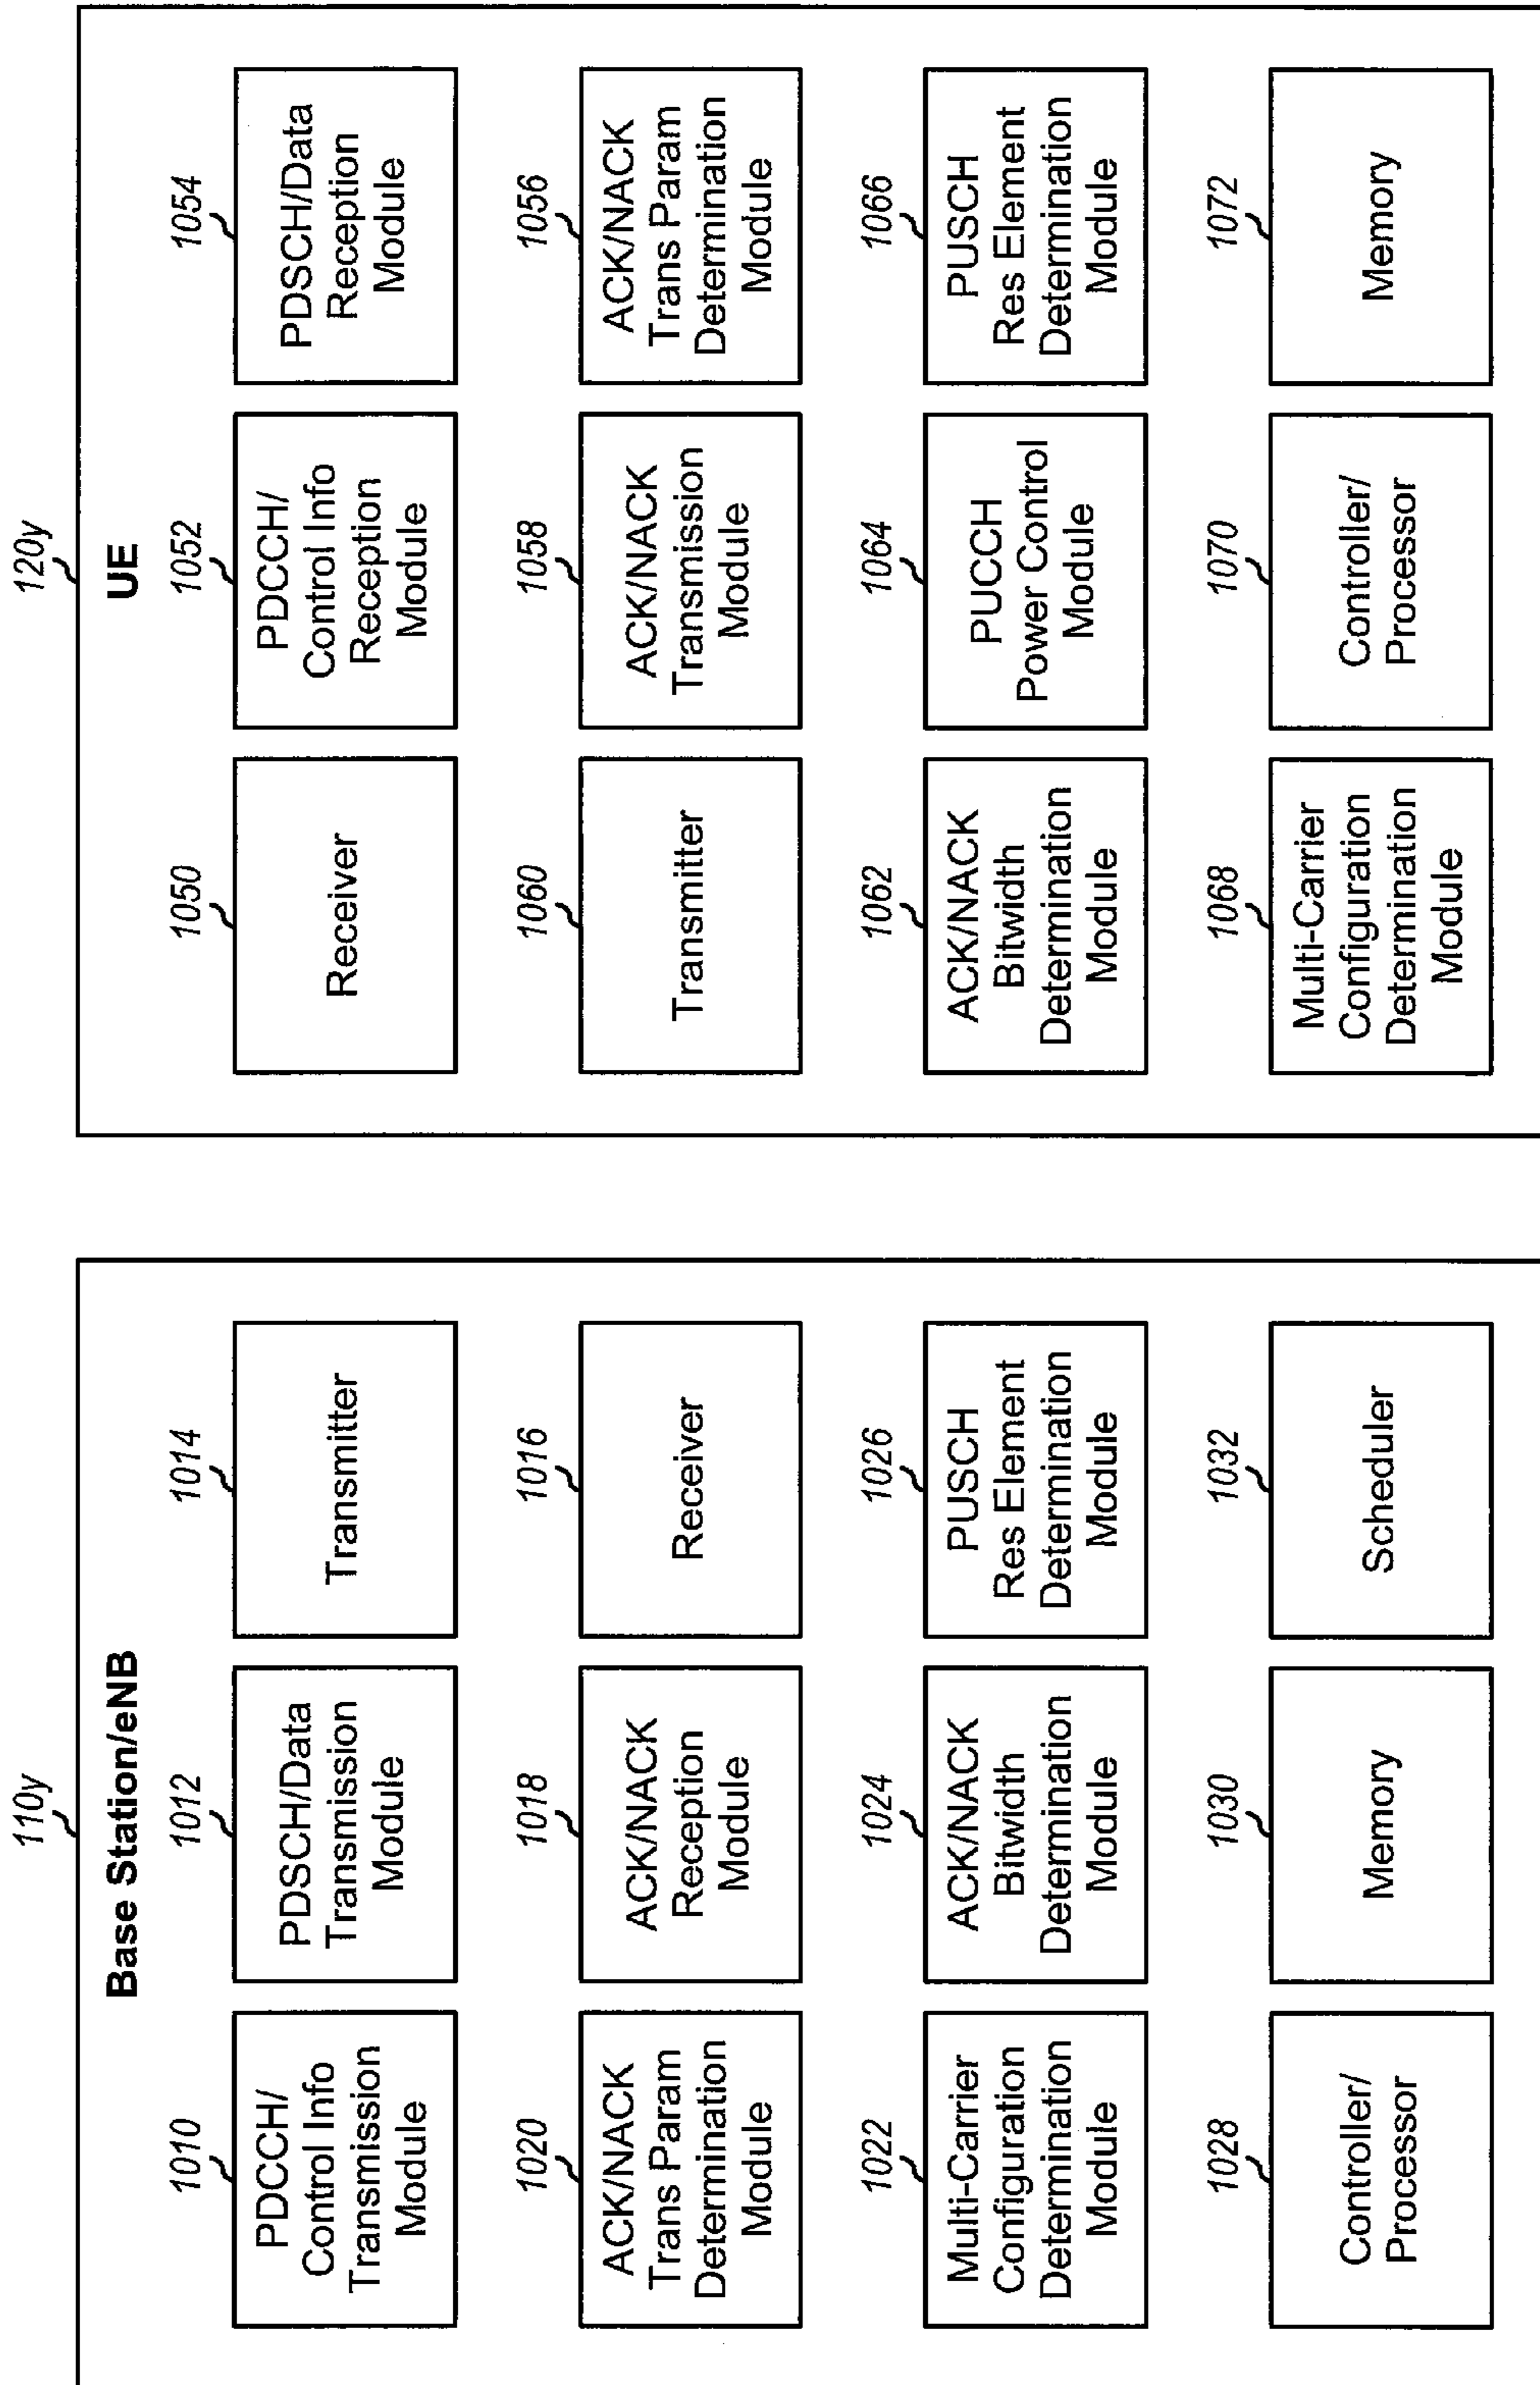 110y
Base Station/eNB
1010
PDCCH/
Control Info
Transmission
Module
1012
PDSCH/Data
Transmission
Module
1014
Transmitter
1020
ACK/NACK
Trans Param
Determination
Module
1018
ACK/NACK
Reception
Module
1016
Receiver
1022
Multi-Carrier
Configuration
Determination
Module
1024
ACK/NACK
Bitwidth
Determination
Module
1026
PUSCH
Res Element
Determination
Module
1028
Controller/
Processor
1030
Memory
1032
Scheduler
120y
UE
1050
Receiver
1052
PDCCH/
Control Info
Reception
Module
1054
PDSCH/Data
Reception
Module
1060
Transmitter
1058
ACK/NACK
Transmission
Module
1056
ACK/NACK
Trans Param
Determination
Module
1062
ACK/NACK
Bitwidth
Determination
Module
1064
PUCCH
Power Control
Module
1066
PUSCH
Res Element
Determination
Module
1068
Multi-Carrier
Configuration
Determination
Module
1070
Controller/
Processor
1072
Memory